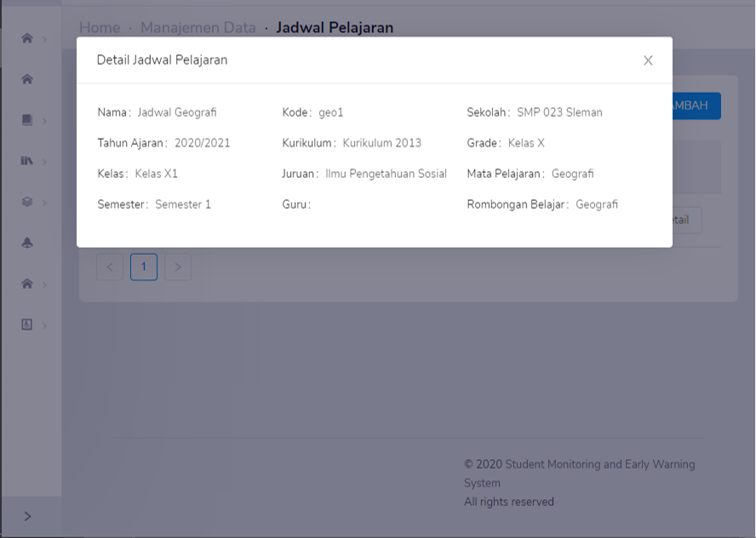 Home · Manajemen Data · Jadwal Pelajaran
Detail Jadwal Pelajaran
Nama: Jadwal Geografi Kode: geo1 Sekolah: SMP 023 Sleman
Tahun Ajaran: 2020/2021 Kurikulum: Kurikulum 2013 Grade: Kelas X
Kelas: Kelas X1 Juruan: Ilmu Pengetahuan Sosial Mata Pelajaran: Geografi
Semester: Semester 1 Guru: Rombongan Belajar: Geografi
1
© 2020 Student Monitoring and Early Warning
System
All rights reserved